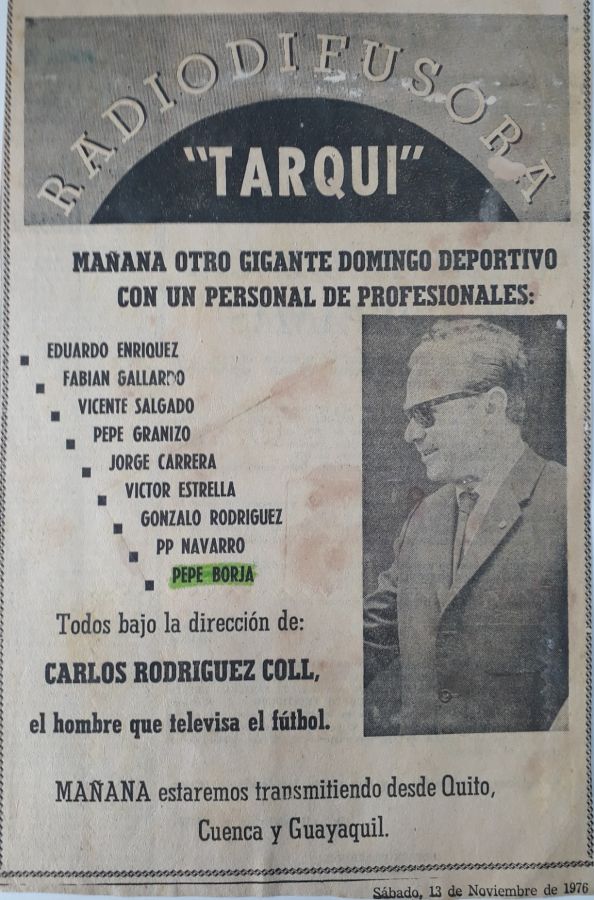 RADIODIFUSORA
"TARQUI"
MAÑANA OTRO GIGANTE DOMINGO DEPORTIVO
CON UN PERSONAL DE PROFESIONALES:
EDUARDO ENRIQUEZ
FABIAN GALLARDO
VICENTE SALGADO
PEPE GRANIZO
JORGE CARRERA
VICTOR ESTRELLA
GONZALO RODRIGUEZ
PP NAVARRO
PEPE BORJA
Todos bajo la dirección de:
CARLOS RODRIGUEZ COLL,
el hombre que televisa el fútbol.
MAÑANA estaremos transmitiendo desde Quito,
Cuenca y Guayaquil.
Sábado, 13 de Noviembre de 1976